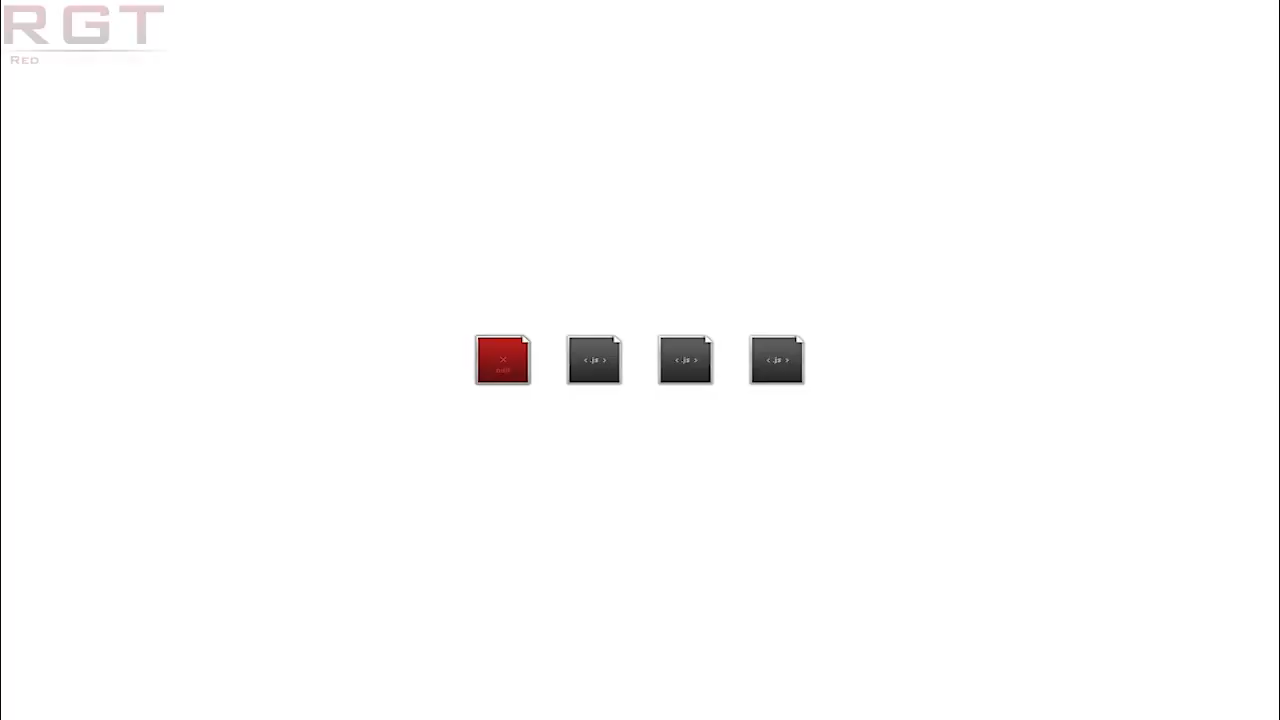 RGT
RED
< .js >
< .js >
< .js >